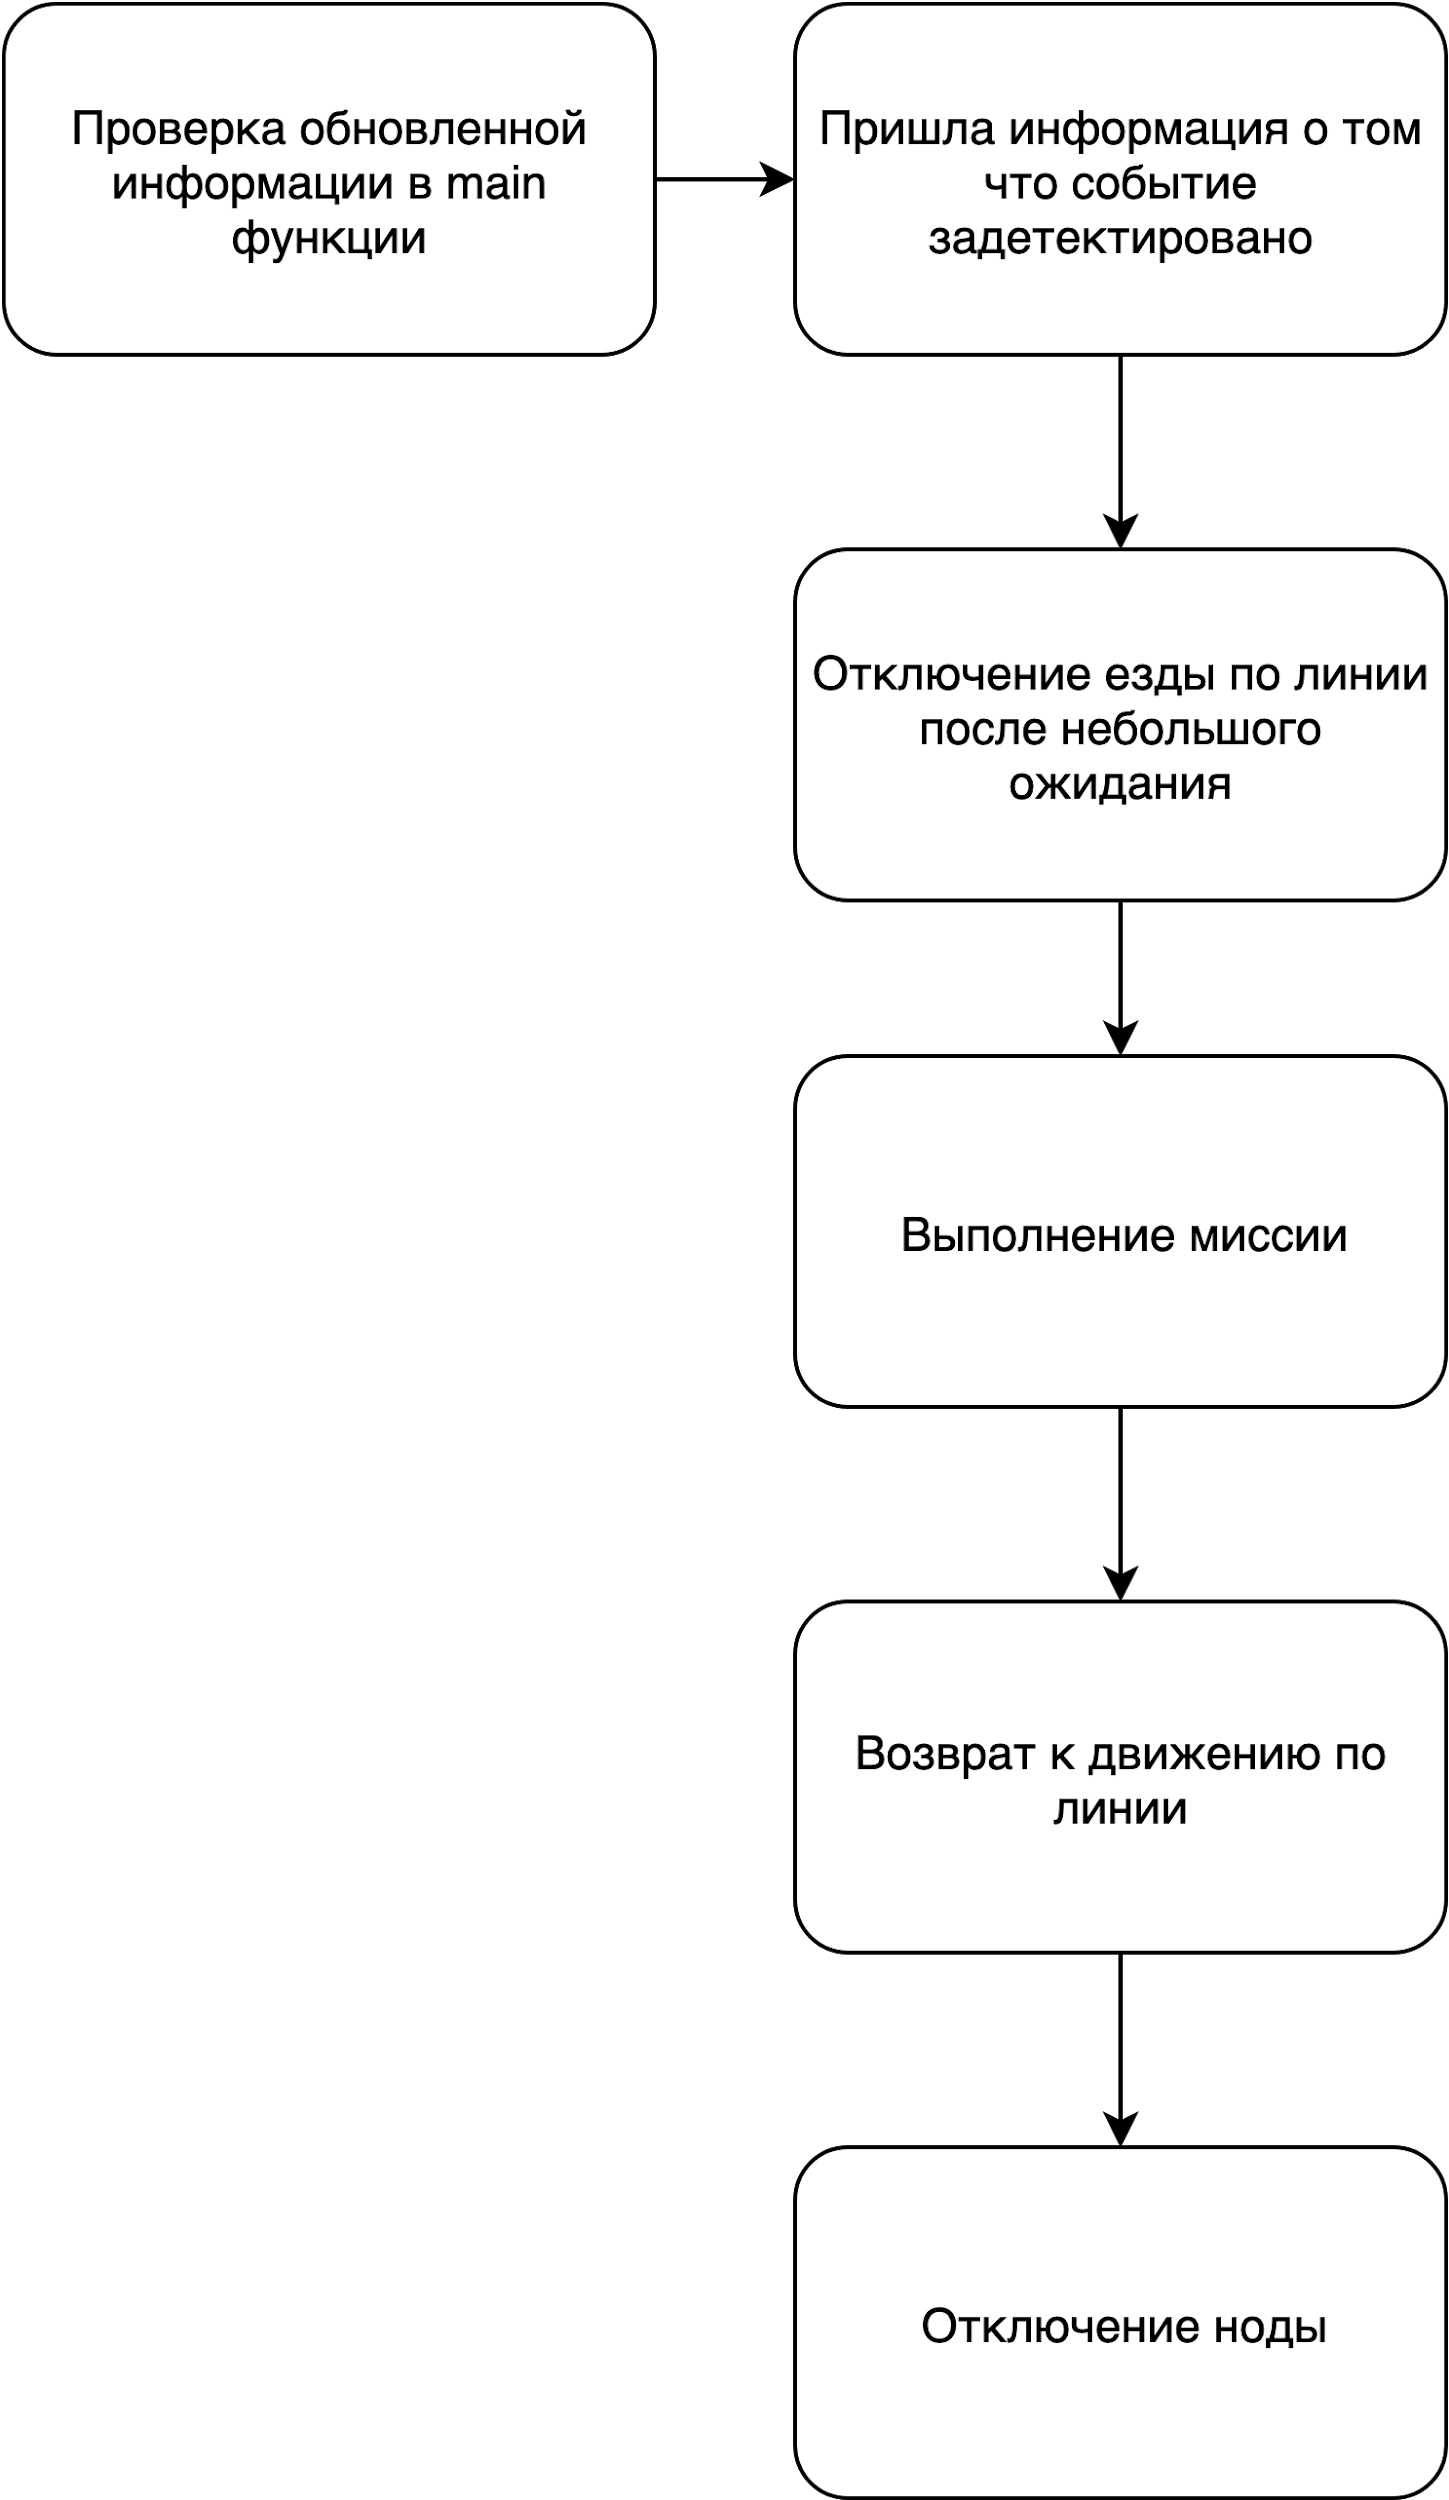 Проверка обновленной
информации в main
функции
Пришла информация о том
что событие
задетектировано
Отключение езды по линии
после небольшого
ожидания
Выполнение миссии
Возврат к движению по
линии
Отключение ноды